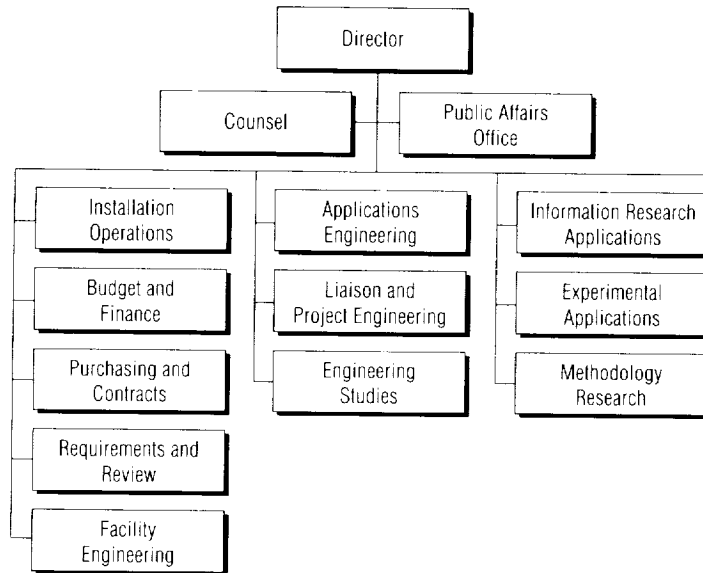 Director
Counsel
Public Affairs
Office
Installation
Operations
Budget and
Finance
Purchasing and
Contracts
Requirements and
Review
Facility
Engineering
Applications
Engineering
Liaison and
Project Engineering
Engineering
Studies
Information Research
Applications
Experimental
Applications
Methodology
Research